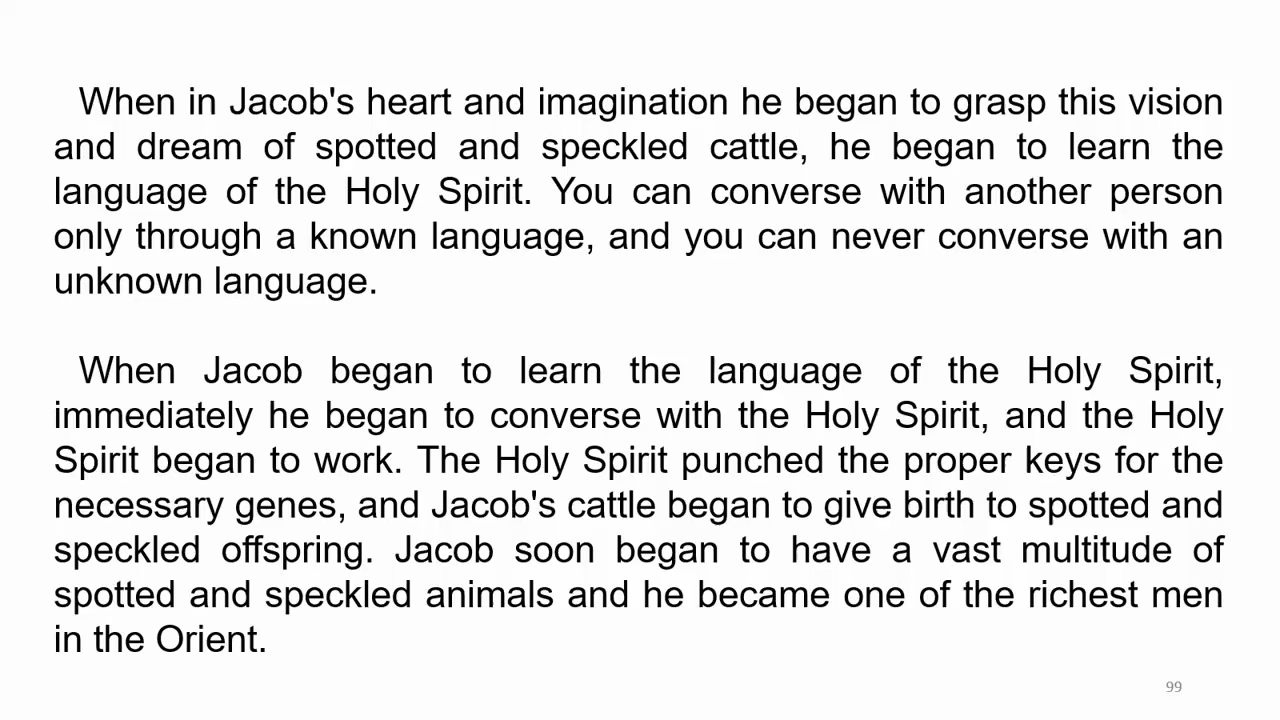 When in Jacob's heart and imagination he began to grasp this vision
and dream of spotted and speckled cattle, he began to learn the
language of the Holy Spirit. You can converse with another person
only through a known language, and you can never converse with an
unknown language.
When Jacob began to learn the language of the Holy Spirit,
immediately he began to converse with the Holy Spirit, and the Holy
Spirit began to work. The Holy Spirit punched the proper keys for the
necessary genes, and Jacob's cattle began to give birth to spotted and
speckled offspring. Jacob soon began to have a vast multitude of
spotted and speckled animals and he became one of the richest men
in the Orient.
99